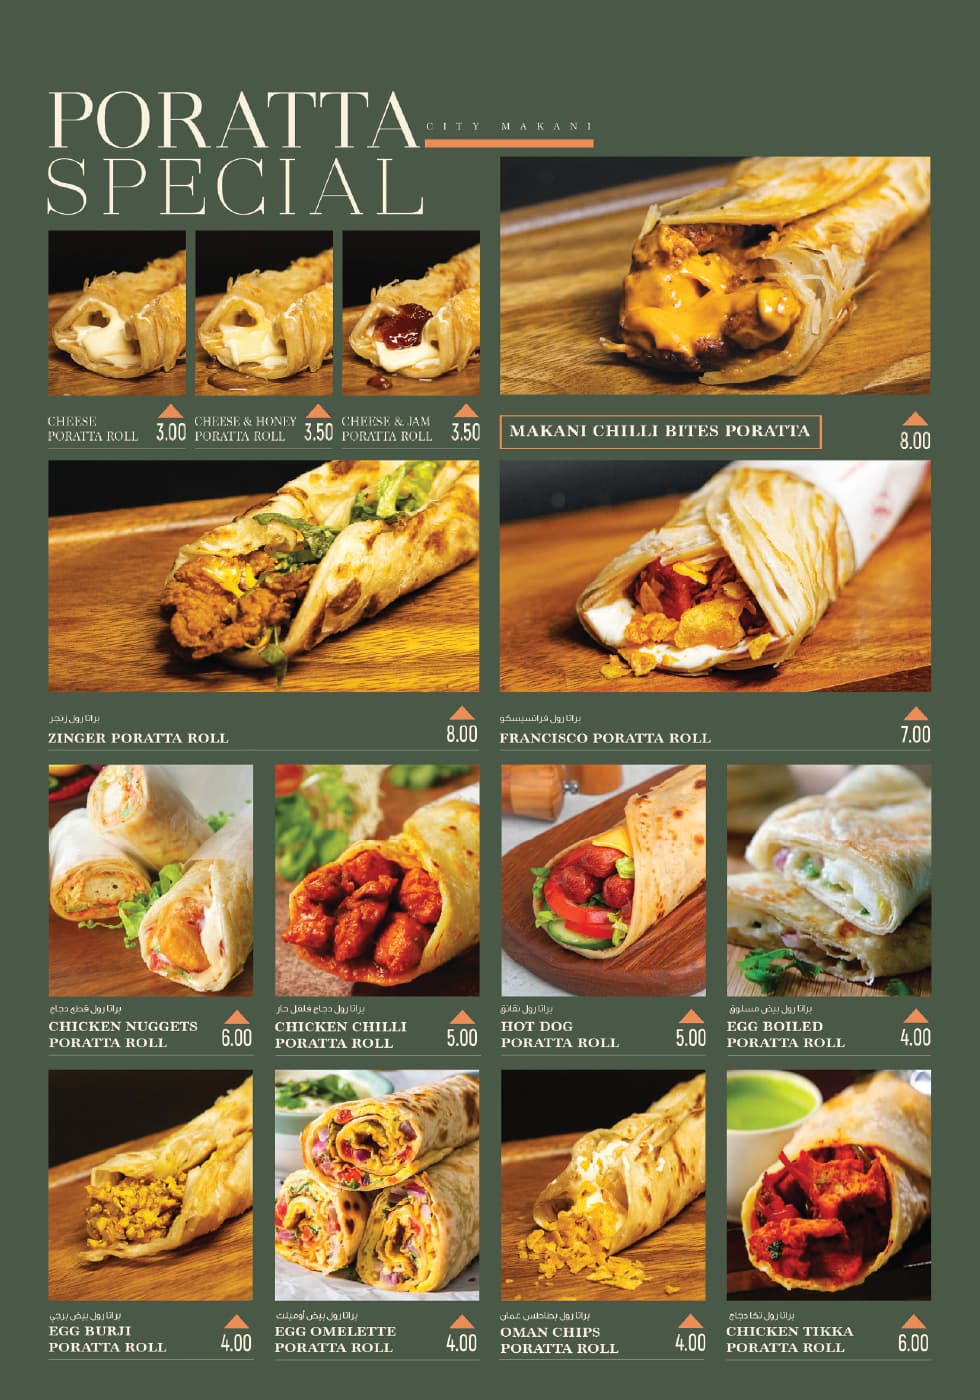 PORATTA
CITY MAKANI
SPECIAL
CHEESE
PORATTA ROLL
3.00
CHEESE & HONEY
PORATTA ROLL
3.50
CHEESE & JAM
PORATTA ROLL
3.50
MAKANI CHILLI BITES PORATTA
8.00
براتا رول زنجر
ZINGER PORATTA ROLL
8.00
براتا رول فرانسيسكو
FRANCISCO PORATTA ROLL
7.00
براتا رول قطع دجاج
CHICKEN NUGGETS
PORATTA ROLL
6.00
براتا رول دجاج فلفل حار
CHICKEN CHILLI
PORATTA ROLL
5.00
براتا رول نقانق
HOT DOG
PORATTA ROLL
5.00
براتا رول بيض مسلوق
EGG BOILED
PORATTA ROLL
4.00
براتا رول بيض برجي
EGG BURJI
PORATTA ROLL
4.00
براتا رول بيض أومليت
EGG OMELETTE
PORATTA ROLL
4.00
براتا رول بطاطس عمان
OMAN CHIPS
PORATTA ROLL
4.00
براتا رول تكا دجاج
CHICKEN TIKKA
PORATTA ROLL
6.00